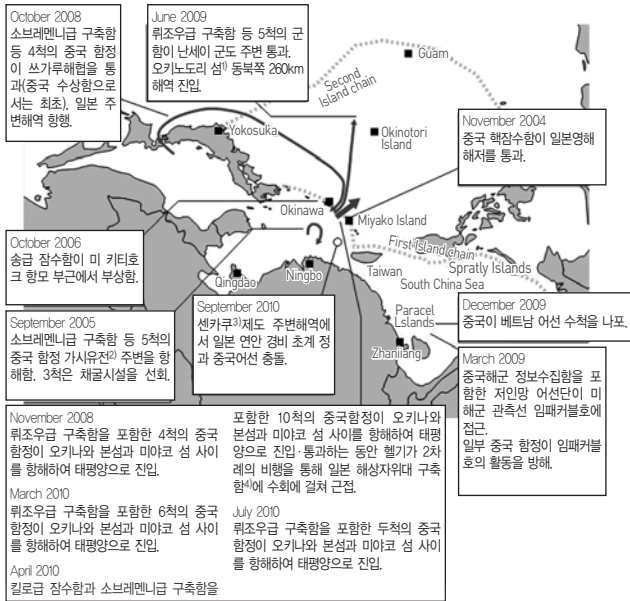 October 2008
소브레멘니급 구축함
등 4척의 중국 함정
이 쓰가루해협을 통
과(중국 수상함으로
서는 최초), 일본 주
변해역 항행.
June 2009
뤼조우급 구축함 등 5척의 군
함이 난세이 군도 주변 통과.
오키노도리 섬1) 동북쪽 260km
해역 진입.
Guam
Second
Island chain
Yokosuka
Okinotori
Island
November 2004
중국 핵잠수함이 일본영해
해저를 통과.
Okinawa
Miyako Island
First Island chain
Taiwan
Spratly Islands
South China Sea
October 2006
송급 잠수함이 미 키티호
크 항모 부근에서 부상함.
Qingdao
Ningbo
Paracel
Lslands
Zhanjiang
September 2005
소브레멘니급 구축함 등 5척의
중국 함정 가시유전2) 주변을 항
해함. 3척은 채굴시설을 선회.
September 2010
센카쿠3)제도 주변해역에
서 일본 연안 경비 초계 정
과 중국어선 충돌.
December 2009
중국이 베트남 어선 수척을 나포.
March 2009
중국해군 정보수집함을 포
함한 저인망 어선단이 미
해군 관측선 임패커블호에
접근.
일부 중국 함정이 임패커블
호의 활동을 방해.
November 2008
뤼조우급 구축함을 포함한 4척의 중국
함정이 오키나와 본섬과 미야코 섬 사이
를 항해하여 태평양으로 진입.
March 2010
뤼조우급 구축함을 포함한 6척의 중국
함정이 오키나와 본섬과 미야코 섬 사이
를 항해하여 태평양으로 진입.
April 2010
킬로급 잠수함과 소브레멘니급 구축함을
포함한 10척의 중국함정이 오키나와
본섬과 미야코 섬 사이를 항해하여 태평
양으로 진입·통과하는 동안 헬기가 2차
례의 비행을 통해 일본 해상자위대 구축
함4)에 수회에 걸쳐 근접.
July 2010
뤼조우급 구축함을 포함한 두척의 중국
함정이 오키나와 본섬과 미야코 섬 사이
를 항해하여 태평양으로 진입.